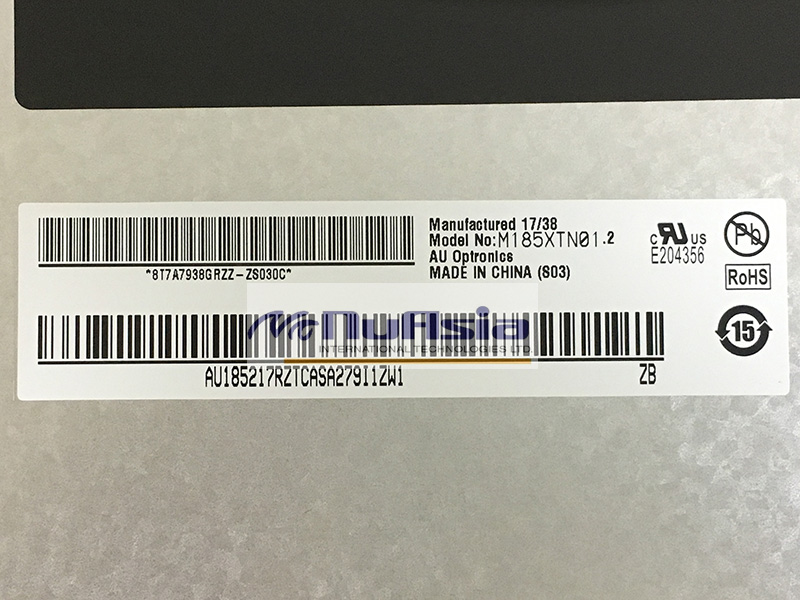 Manufactured 17/38
Model No:M185XTN01.2
AU Optronics
MADE IN CHINA (S03)
*8T7A7938GRZZ-ZS030C*
c RU US
E204356
Pb
RoHS
15
NuAsia
INTERNATIONAL TECHNOLOGIES LTD
AU185217RZTCASA279I1ZW1
ZB